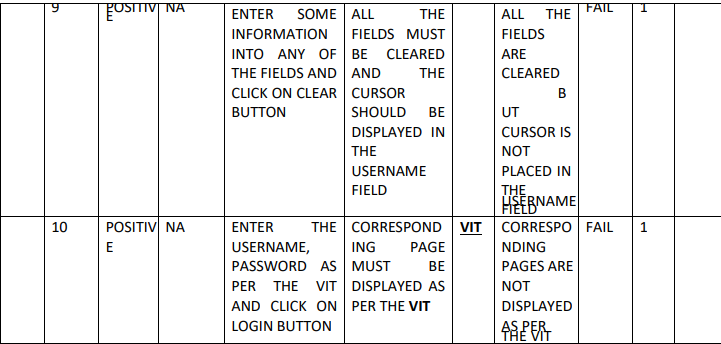 9
POSITIV
E
NA
ENTER SOME
INFORMATION
INTO ANY OF
THE FIELDS AND
CLICK ON CLEAR
BUTTON
ALL THE
FIELDS MUST
BE CLEARED
AND THE
CURSOR
SHOULD BE
DISPLAYED IN
THE
USERNAME
FIELD
ALL THE
FIELDS
ARE
CLEARED
B
UT
CURSOR IS
NOT
PLACED IN
THE
USERNAME
FIELD
FAIL
1
10
POSITIV
E
NA
ENTER THE
USERNAME,
PASSWORD AS
PER THE VIT
AND CLICK ON
LOGIN BUTTON
CORRESPOND
ING PAGE
MUST BE
DISPLAYED AS
PER THE VIT
VIT
CORRESPO
NDING
PAGES ARE
NOT
DISPLAYED
AS PER
THE VIT
FAIL
1